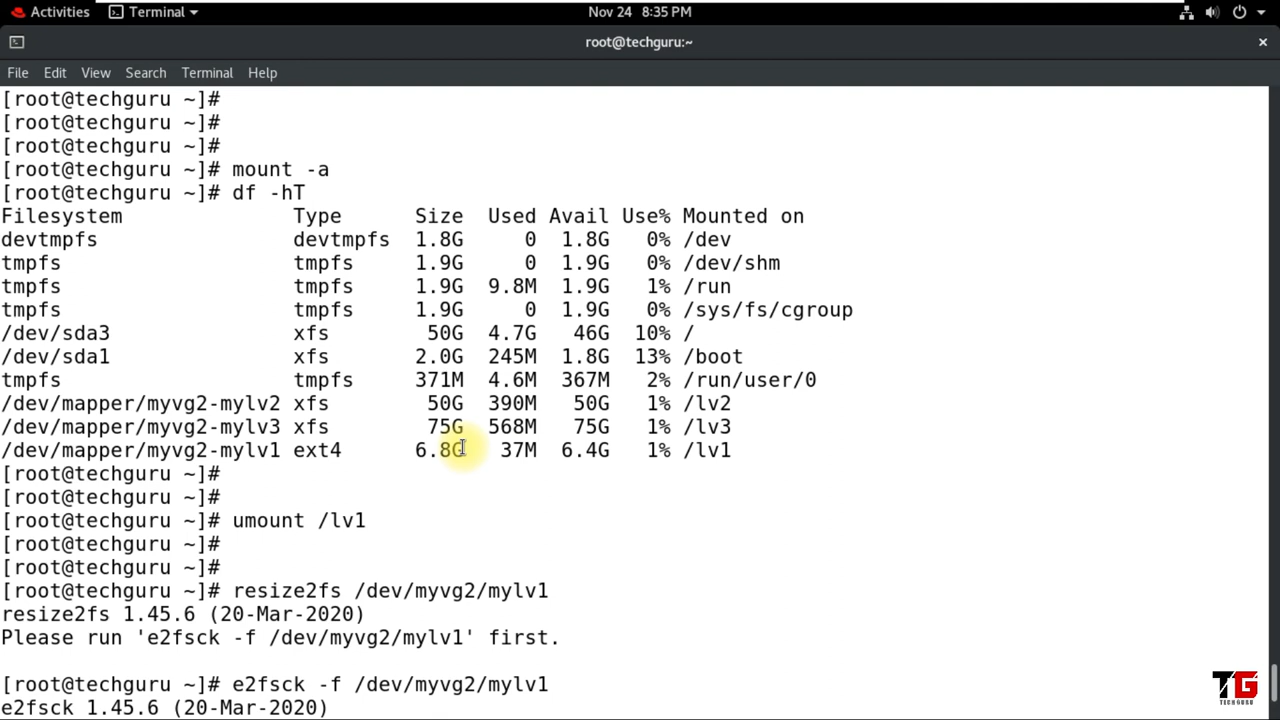 Activities Terminal Nov 24 8:35 PM
root@techguru:~
File Edit View Search Terminal Help
[root@techguru ~]#
[root@techguru ~]#
[root@techguru ~]#
[root@techguru ~]# mount -a
[root@techguru ~]# df -hT
Filesystem Type Size Used Avail Use% Mounted on
devtmpfs devtmpfs 1.8G 0 1.8G 0% /dev
tmpfs tmpfs 1.9G 0 1.9G 0% /dev/shm
tmpfs tmpfs 1.9G 9.8M 1.9G 1% /run
tmpfs tmpfs 1.9G 0 1.9G 0% /sys/fs/cgroup
/dev/sda3 xfs 50G 4.7G 46G 10% /
/dev/sda1 xfs 2.0G 245M 1.8G 13% /boot
tmpfs tmpfs 371M 4.6M 367M 2% /run/user/0
/dev/mapper/myvg2-mylv2 xfs 50G 390M 50G 1% /lv2
/dev/mapper/myvg2-mylv3 xfs 75G 568M 75G 1% /lv3
/dev/mapper/myvg2-mylv1 ext4 6.8G 37M 6.4G 1% /lv1
[root@techguru ~]#
[root@techguru ~]#
[root@techguru ~]# umount /lv1
[root@techguru ~]#
[root@techguru ~]#
[root@techguru ~]# resize2fs /dev/myvg2/mylv1
resize2fs 1.45.6 (20-Mar-2020)
Please run 'e2fsck -f /dev/myvg2/mylv1' first.
[root@techguru ~]# e2fsck -f /dev/myvg2/mylv1
e2fsck 1.45.6 (20-Mar-2020)
TG
TECHGURU